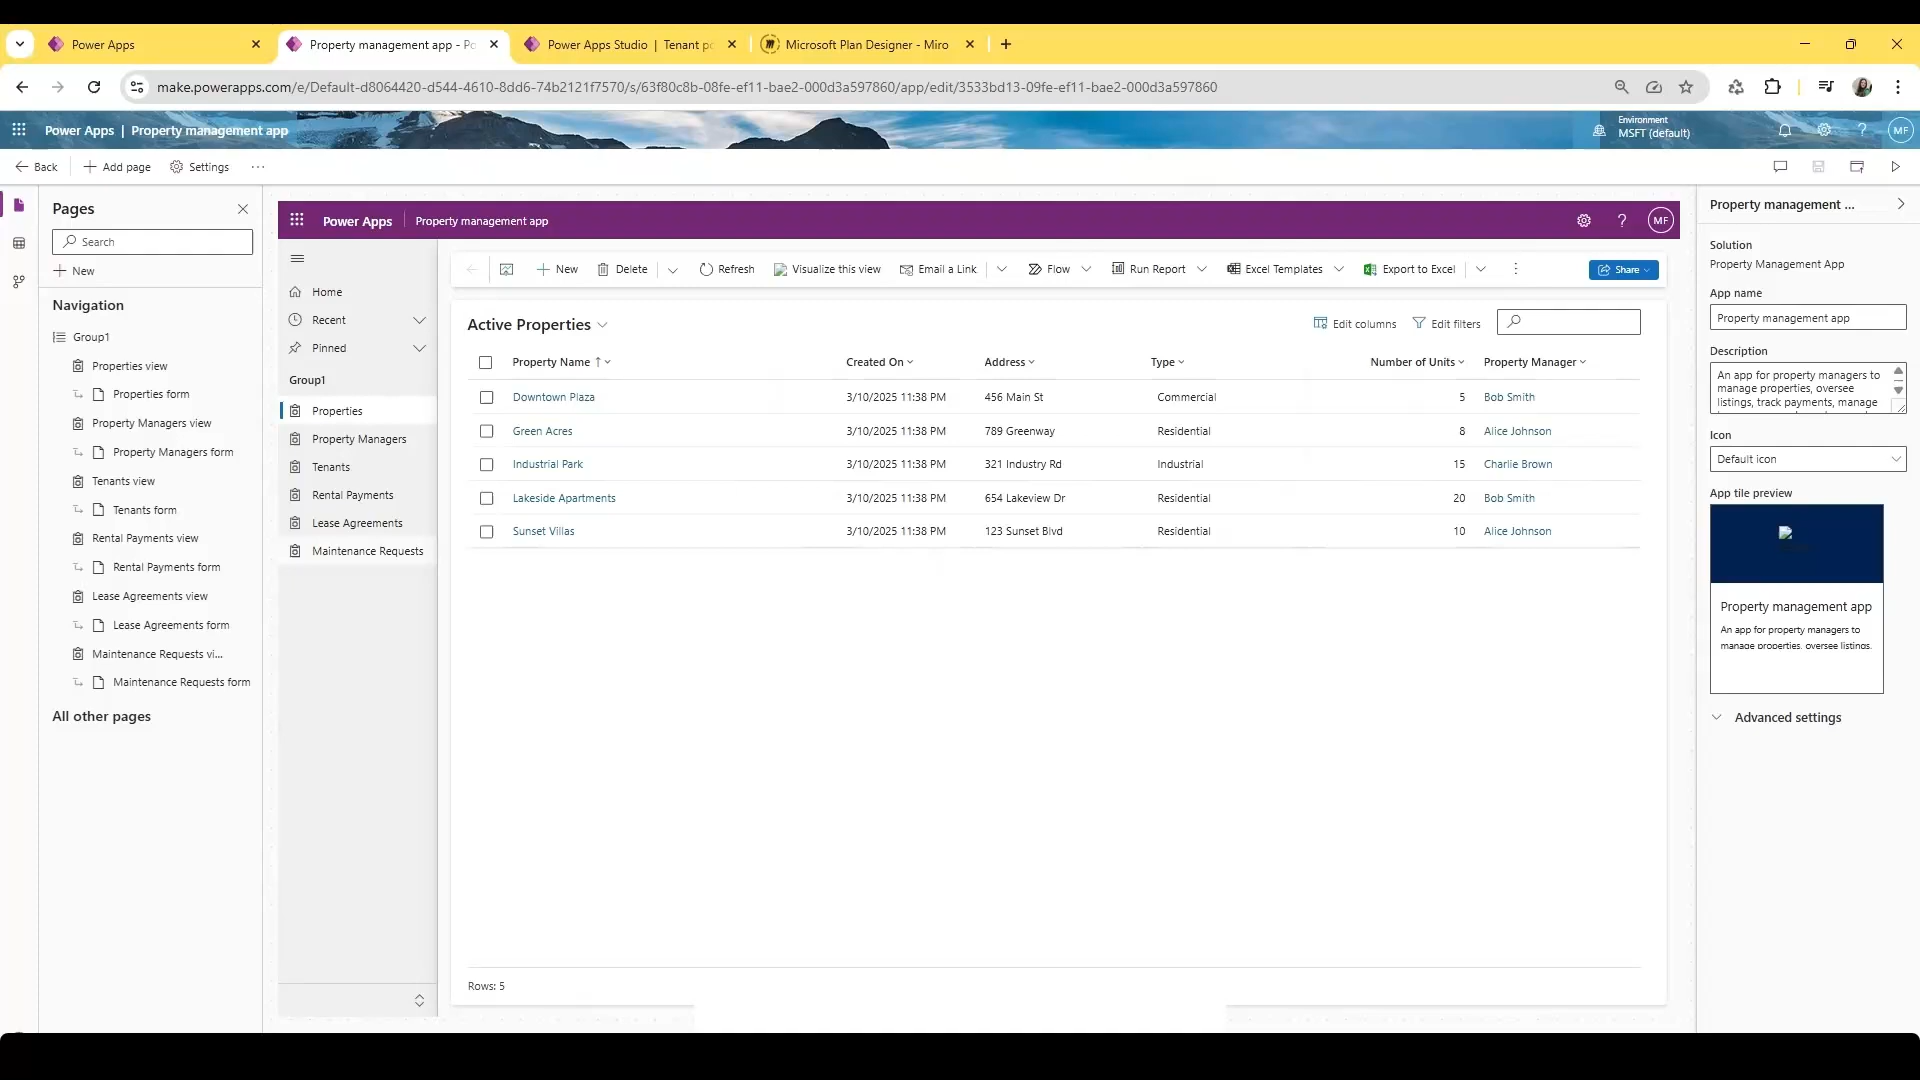 Power Apps
Property management app - Po
Power Apps Studio | Tenant po
Microsoft Plan Designer - Miro
make.powerapps.com/e/Default-d8064420-d544-4610-8dd6-74b2121f7570/s/63f80c8b-08fe-ef11-bae2-000d3a597860/app/edit/3533bd13-09fe-ef11-bae2-000d3a597860
Power Apps | Property management app
Environment
MSFT (default)
MF
Back
Add page
Settings
Pages
Search
New
Navigation
Group1
Properties view
Properties form
Property Managers view
Property Managers form
Tenants view
Tenants form
Rental Payments view
Rental Payments form
Lease Agreements view
Lease Agreements form
Maintenance Requests vi...
Maintenance Requests form
All other pages
Power Apps
Property management app
MF
Home
Recent
Pinned
Group1
Properties
Property Managers
Tenants
Rental Payments
Lease Agreements
Maintenance Requests
New
Delete
Refresh
Visualize this view
Email a Link
Flow
Run Report
Excel Templates
Export to Excel
Share
Active Properties
Edit columns
Edit filters
Property Name Created On Address Type Number of Units Property Manager
Downtown Plaza 3/10/2025 11:38 PM 456 Main St Commercial 5 Bob Smith
Green Acres 3/10/2025 11:38 PM 789 Greenway Residential 8 Alice Johnson
Industrial Park 3/10/2025 11:38 PM 321 Industry Rd Industrial 15 Charlie Brown
Lakeside Apartments 3/10/2025 11:38 PM 654 Lakeview Dr Residential 20 Bob Smith
Sunset Villas 3/10/2025 11:38 PM 123 Sunset Blvd Residential 10 Alice Johnson
Rows: 5
Property management ...
Solution
Property Management App
App name
Property management app
Description
An app for property managers to
manage properties, oversee
listings, track payments, manage
Icon
Default icon
App tile preview
Property management app
An app for property managers to
manage properties, oversee listings,
Advanced settings